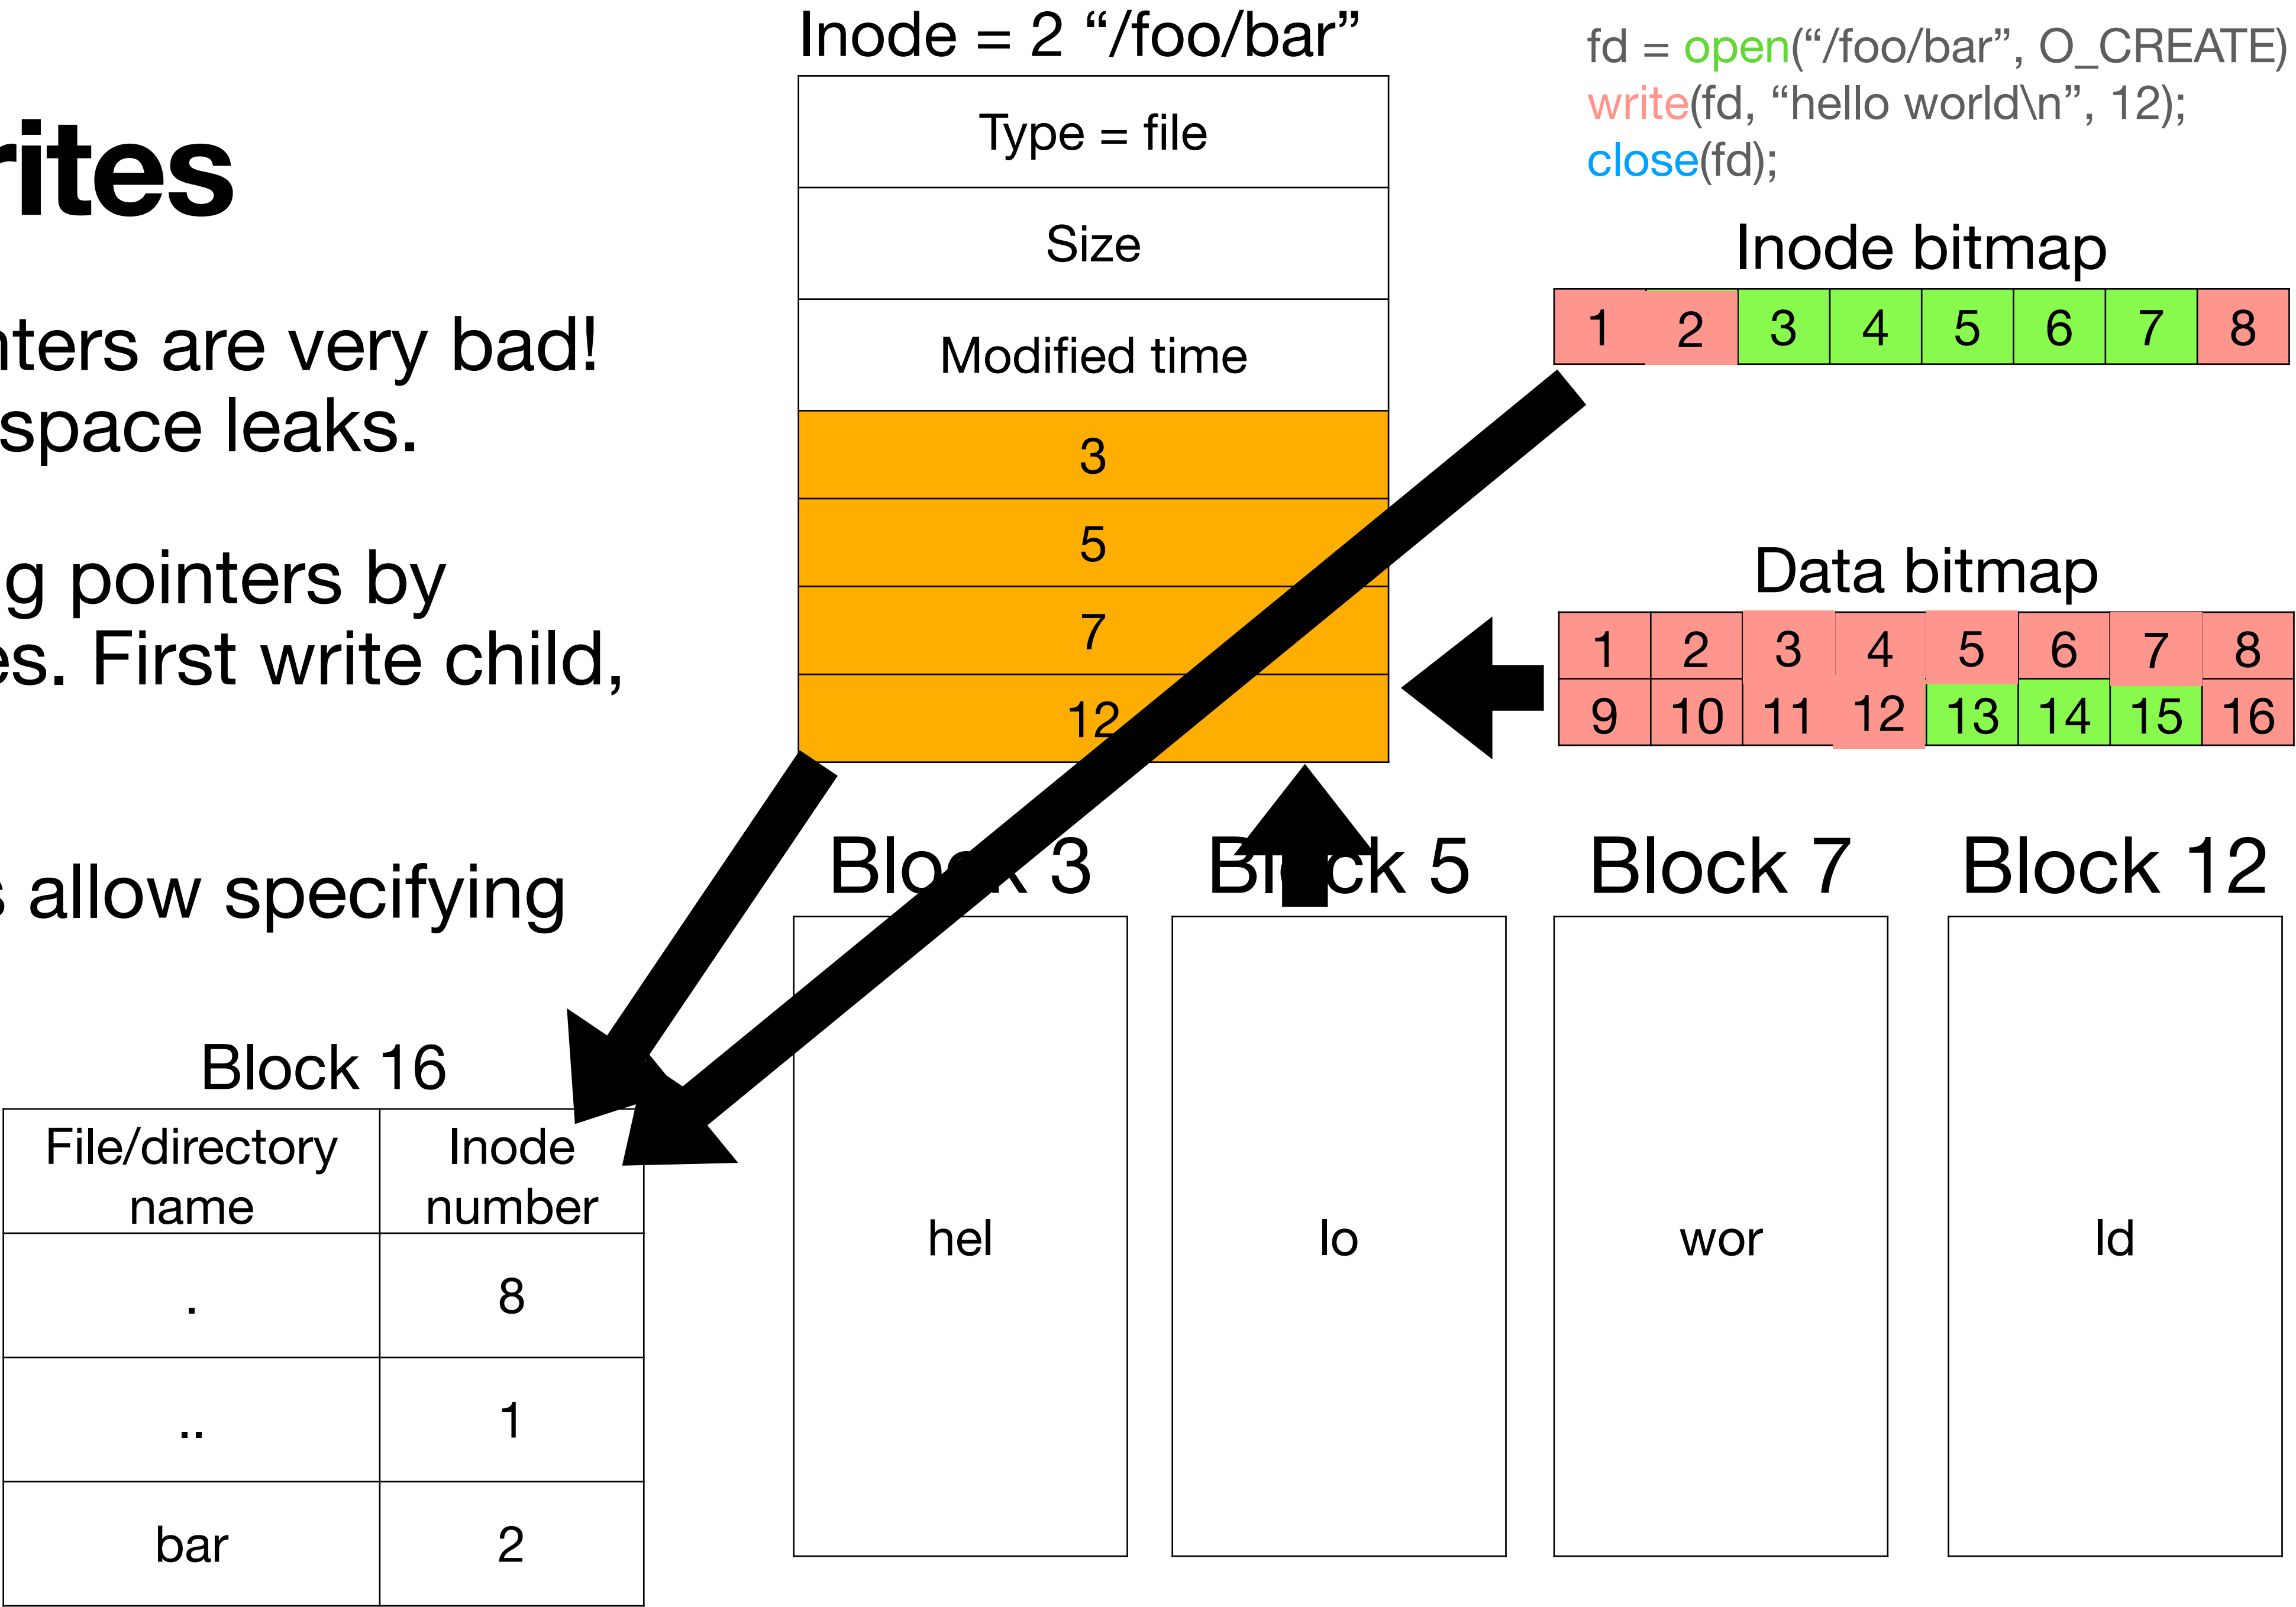 rites
nters are very bad!
space leaks.
g pointers by
es. First write child,
s allow specifying
Block 16
File/directory name Inode number
. 8
.. 1
bar 2
Inode = 2 “/foo/bar”
Type = file
Size
Modified time
3
5
7
12
fd = open(“/foo/bar”, O_CREATE)
write(fd, “hello world\n”, 12);
close(fd);
Inode bitmap
1 2 3 4 5 6 7 8
Data bitmap
1 2 3 4 5 6 7 8
9 10 11 12 13 14 15 16
Block 3 Block 5 Block 7 Block 12
hel lo wor ld